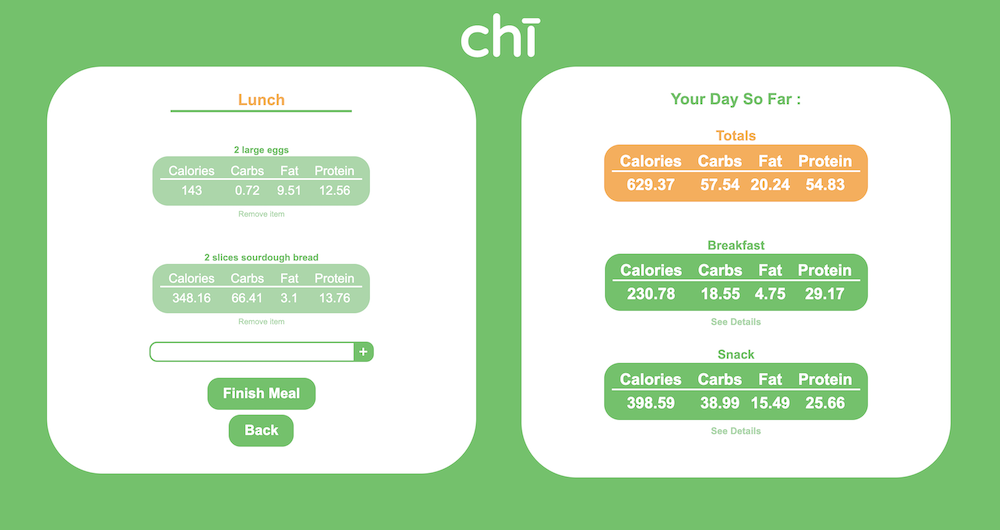 chī
Lunch
2 large eggs
Calories Carbs Fat Protein
143 0.72 9.51 12.56
Remove item
2 slices sourdough bread
Calories Carbs Fat Protein
348.16 66.41 3.1 13.76
Remove item
+
Finish Meal
Back
Your Day So Far :
Totals
Calories Carbs Fat Protein
629.37 57.54 20.24 54.83
Breakfast
Calories Carbs Fat Protein
230.78 18.55 4.75 29.17
See Details
Snack
Calories Carbs Fat Protein
398.59 38.99 15.49 25.66
See Details